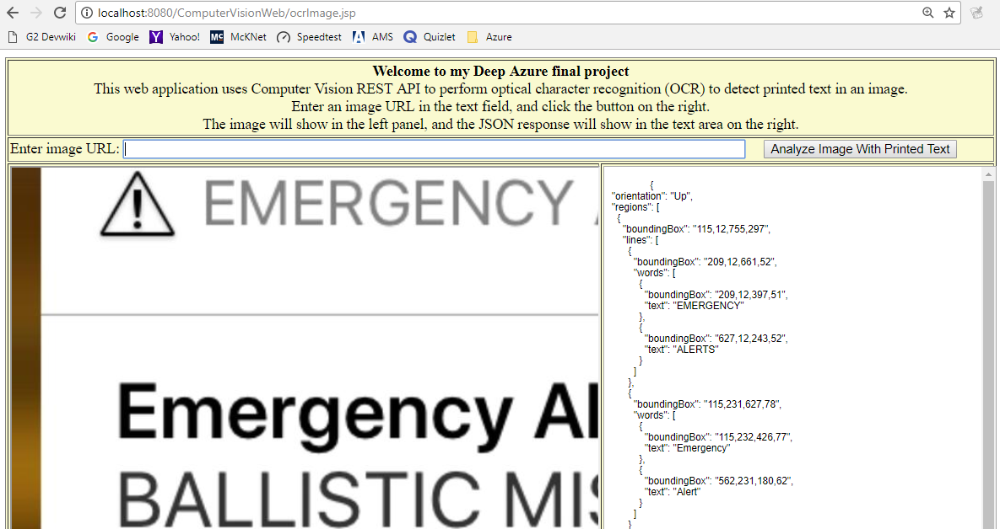 localhost:8080/ComputerVisionWeb/ocrImage.jsp
G2 Devwiki Google Yahoo! McKNet Speedtest AMS Quizlet Azure
Welcome to my Deep Azure final project
This web application uses Computer Vision REST API to perform optical character recognition (OCR) to detect printed text in an image.
Enter an image URL in the text field, and click the button on the right.
The image will show in the left panel, and the JSON response will show in the text area on the right.
Enter image URL: Analyze Image With Printed Text
EMERGENCY
Emergency Al
BALLISTIC MIS
{
"orientation": "Up",
"regions": [
{
"boundingBox": "115,12,755,297",
"lines": [
{
"boundingBox": "209,12,661,52",
"words": [
{
"boundingBox": "209,12,397,51",
"text": "EMERGENCY"
},
{
"boundingBox": "627,12,243,52",
"text": "ALERTS"
}
]
},
{
"boundingBox": "115,231,627,78",
"words": [
{
"boundingBox": "115,232,426,77",
"text": "Emergency"
},
{
"boundingBox": "562,231,180,62",
"text": "Alert"
}
]
}